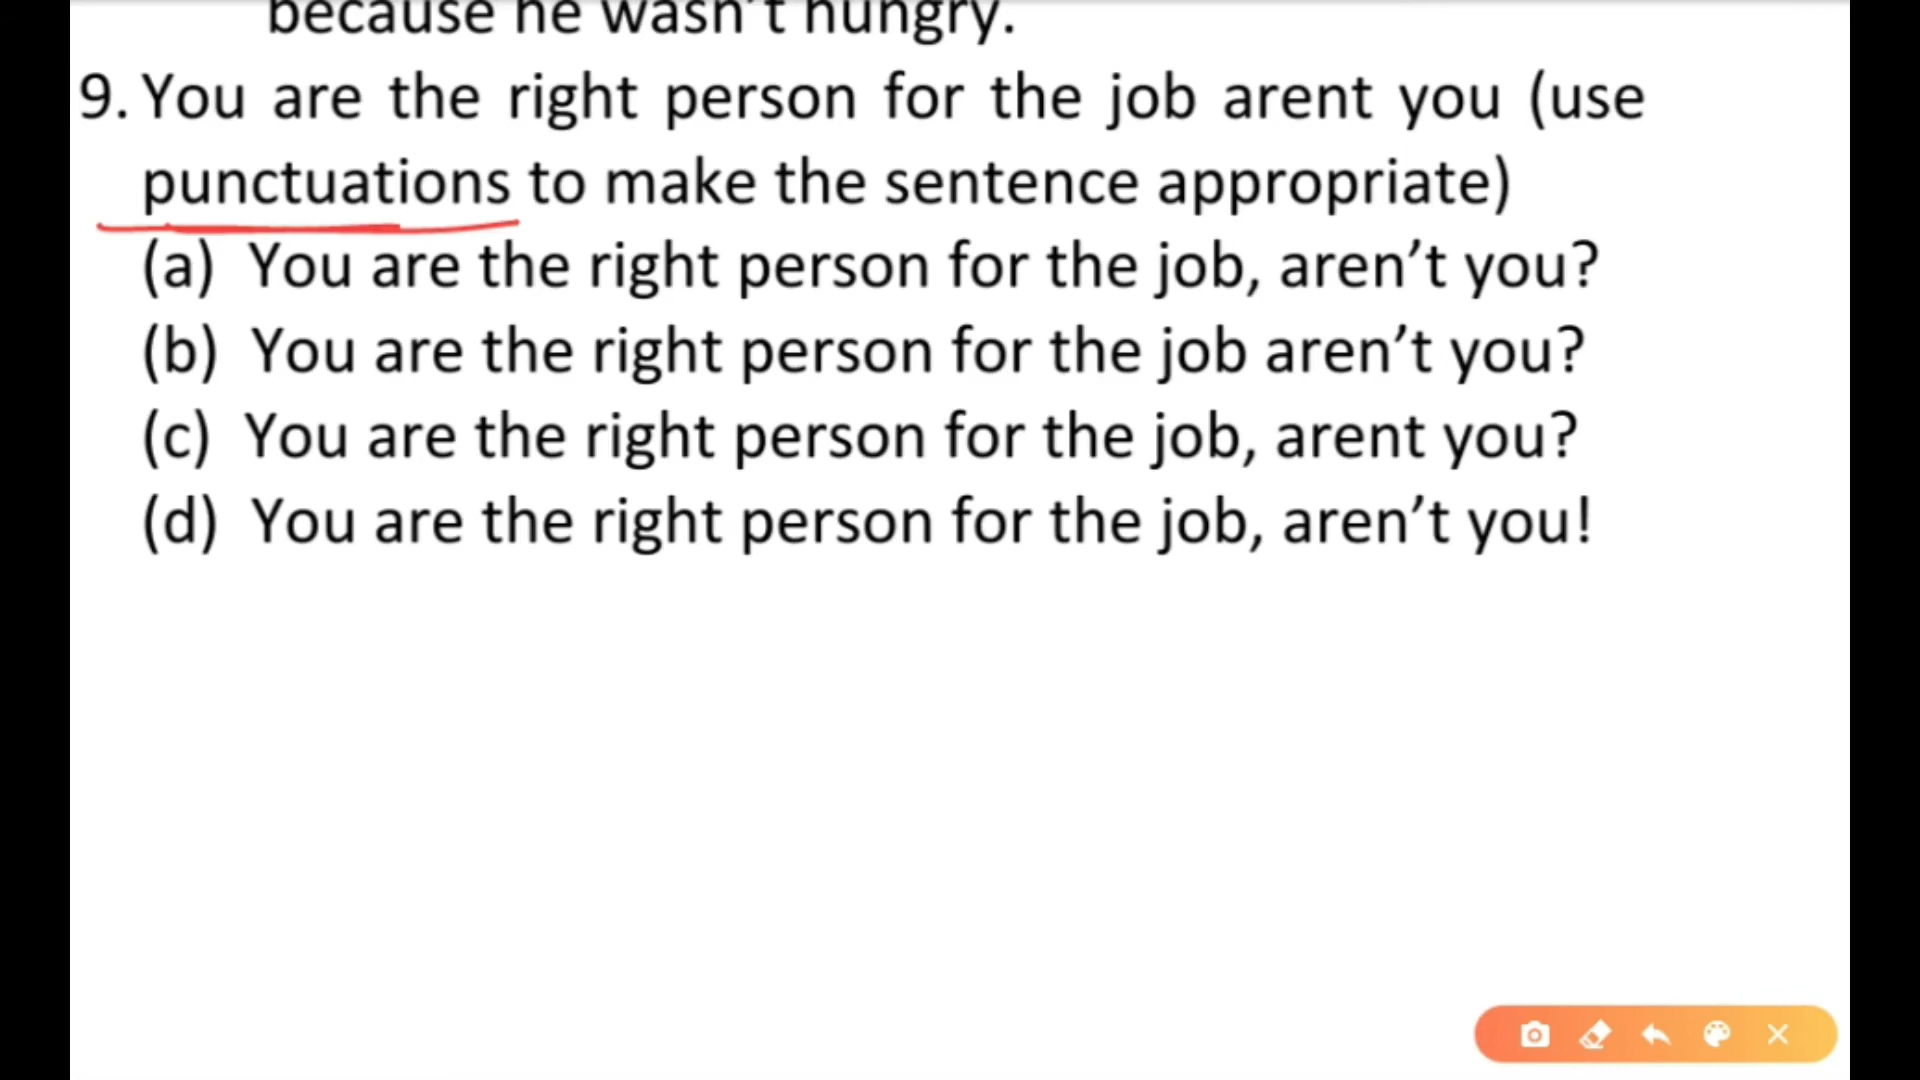 because he wasn't hungry.
9. You are the right person for the job arent you (use
punctuations to make the sentence appropriate)
(a) You are the right person for the job, aren’t you?
(b) You are the right person for the job aren’t you?
(c) You are the right person for the job, arent you?
(d) You are the right person for the job, aren’t you!